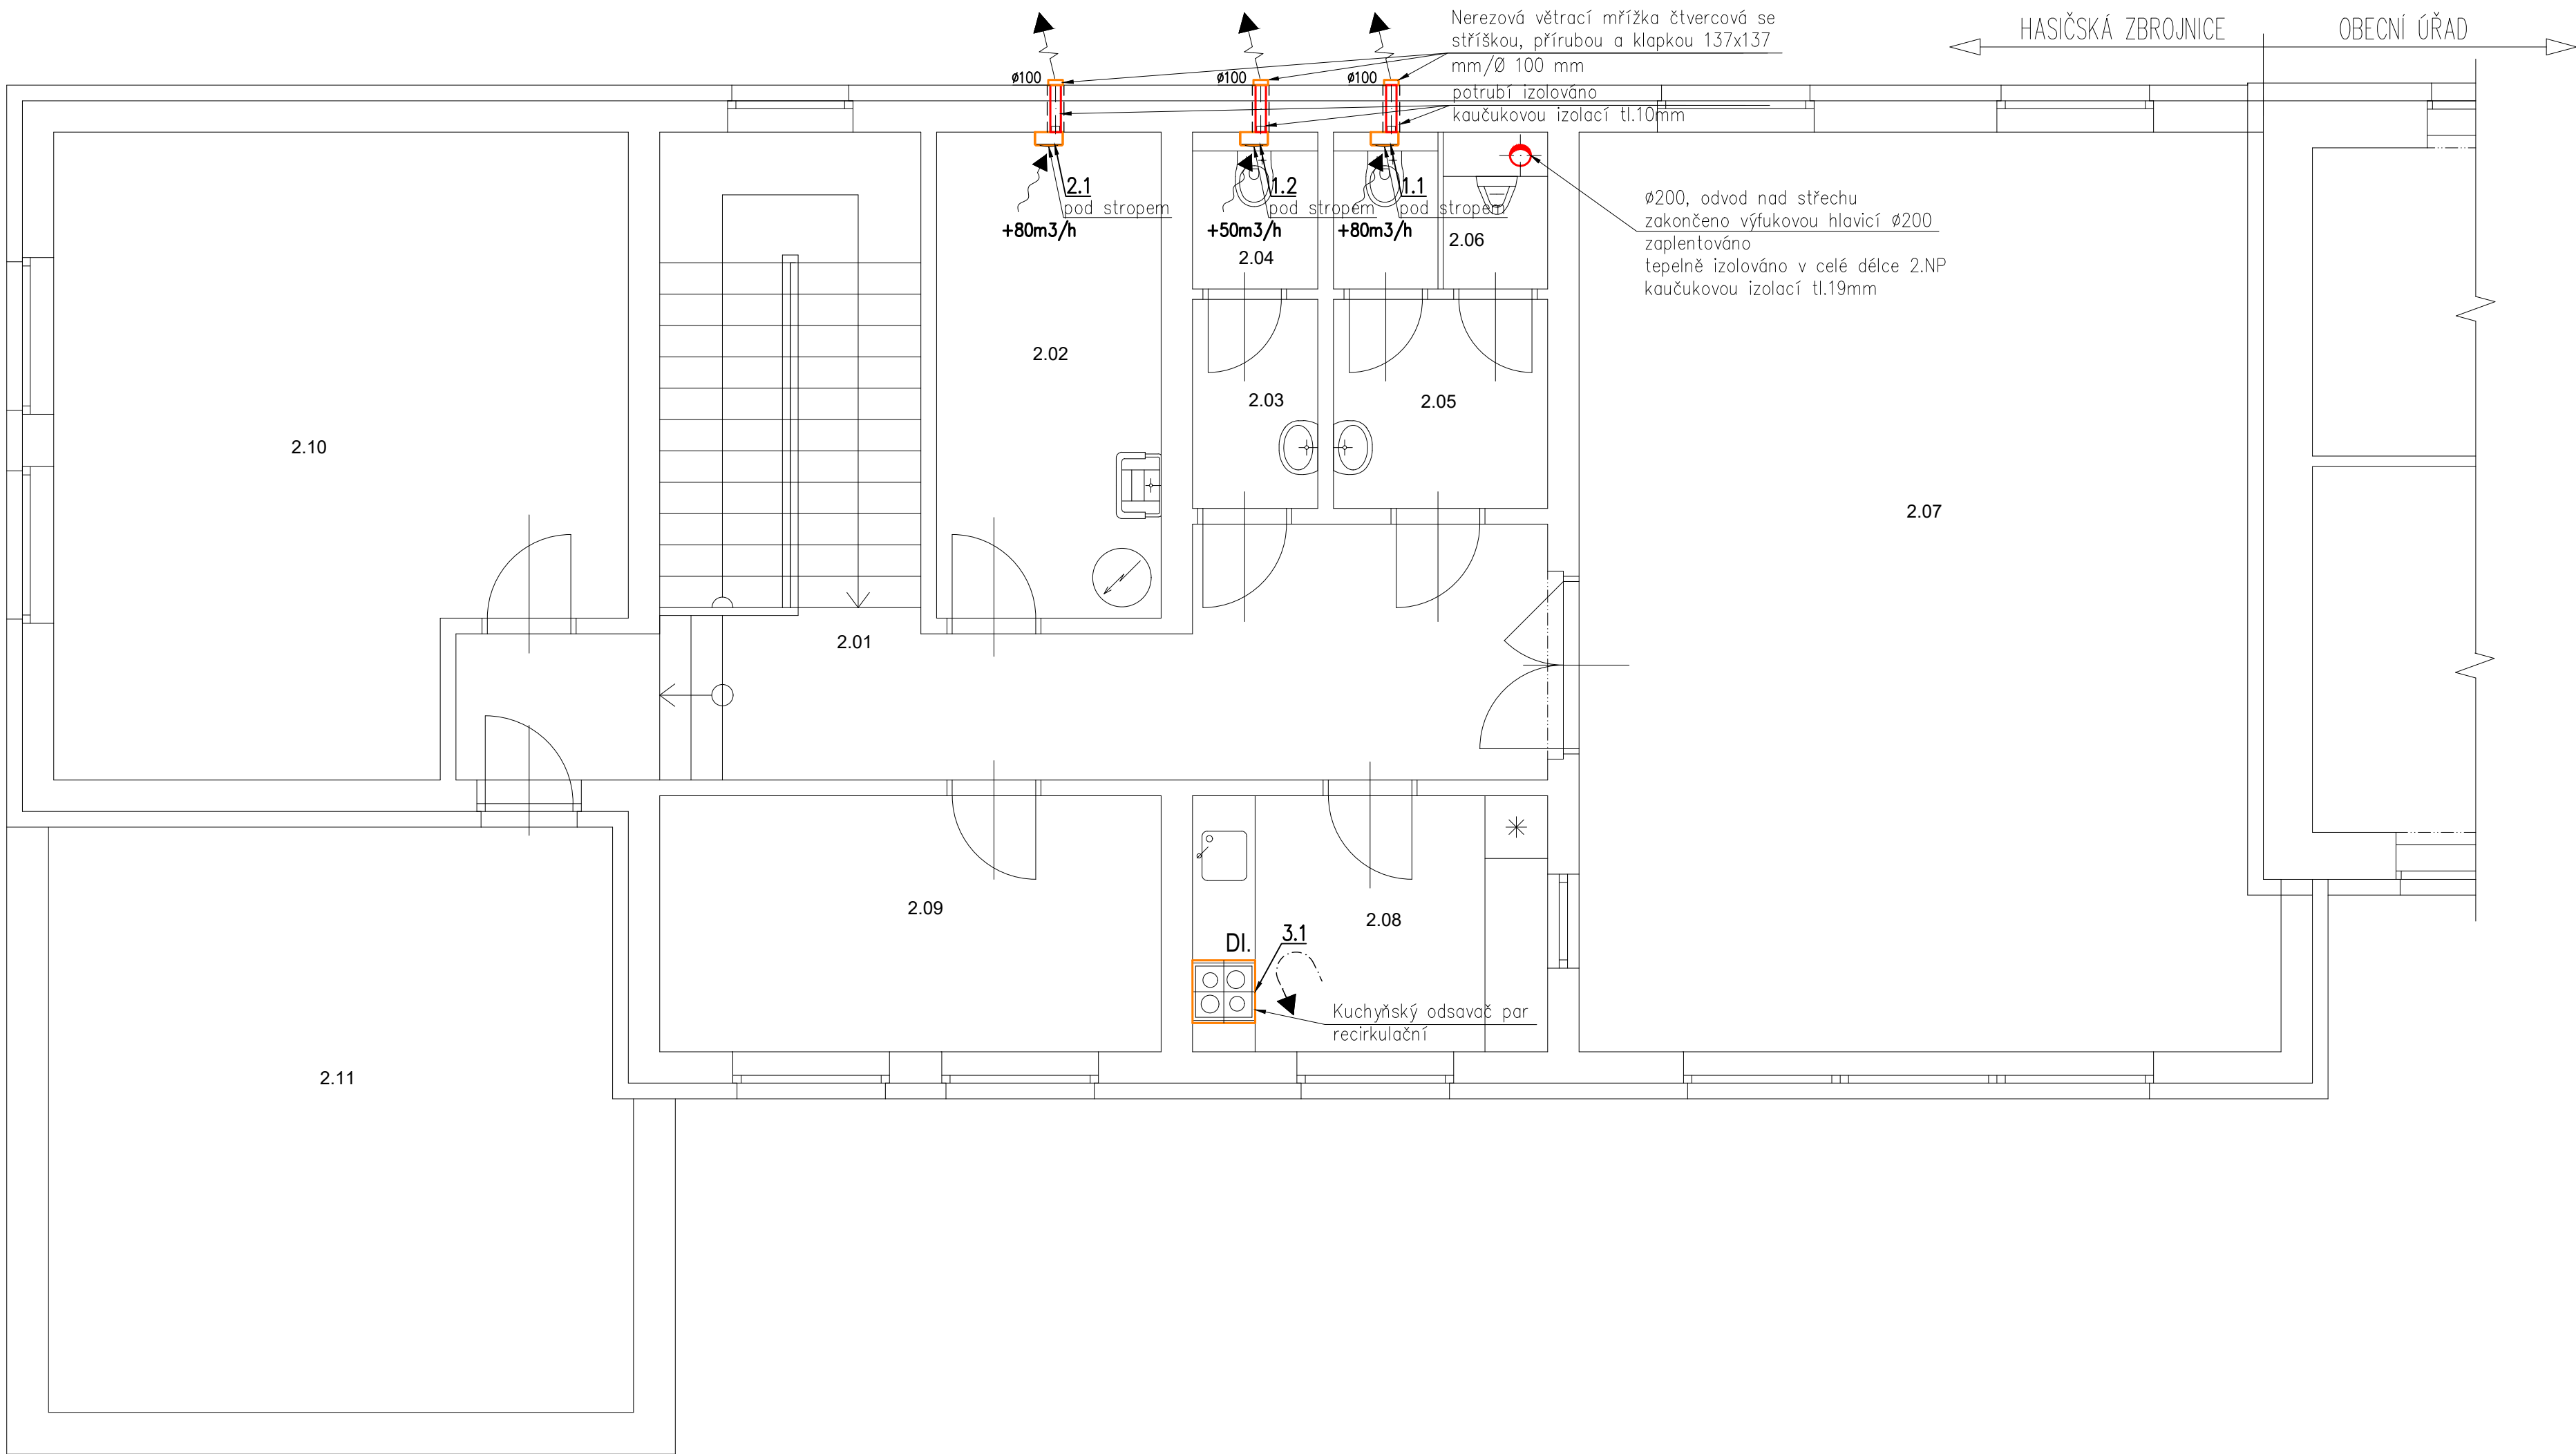 Nerezová větrací mřížka čtvercová se
stříškou, přírubou a klapkou 137x137
mm/Ø 100 mm
potrubí izolováno
kaučukovou izolací tl.10mm
HASIČSKÁ ZBROJNICE
OBECNÍ ÚŘAD
ø100
ø100
ø100
2.1
pod stropem
+80m3/h
1.2
pod stropem
+50m3/h
1.1
pod stropem
+80m3/h
2.04
2.06
ø200, odvod nad střechu
zakončeno výfukovou hlavicí ø200
zaplentováno
tepelně izolováno v celé délce 2.NP
kaučukovou izolací tl.19mm
2.02
2.03
2.05
2.10
2.07
2.01
2.09
2.08
DI.
3.1
Kuchyňský odsavač par
recirkulační
2.11